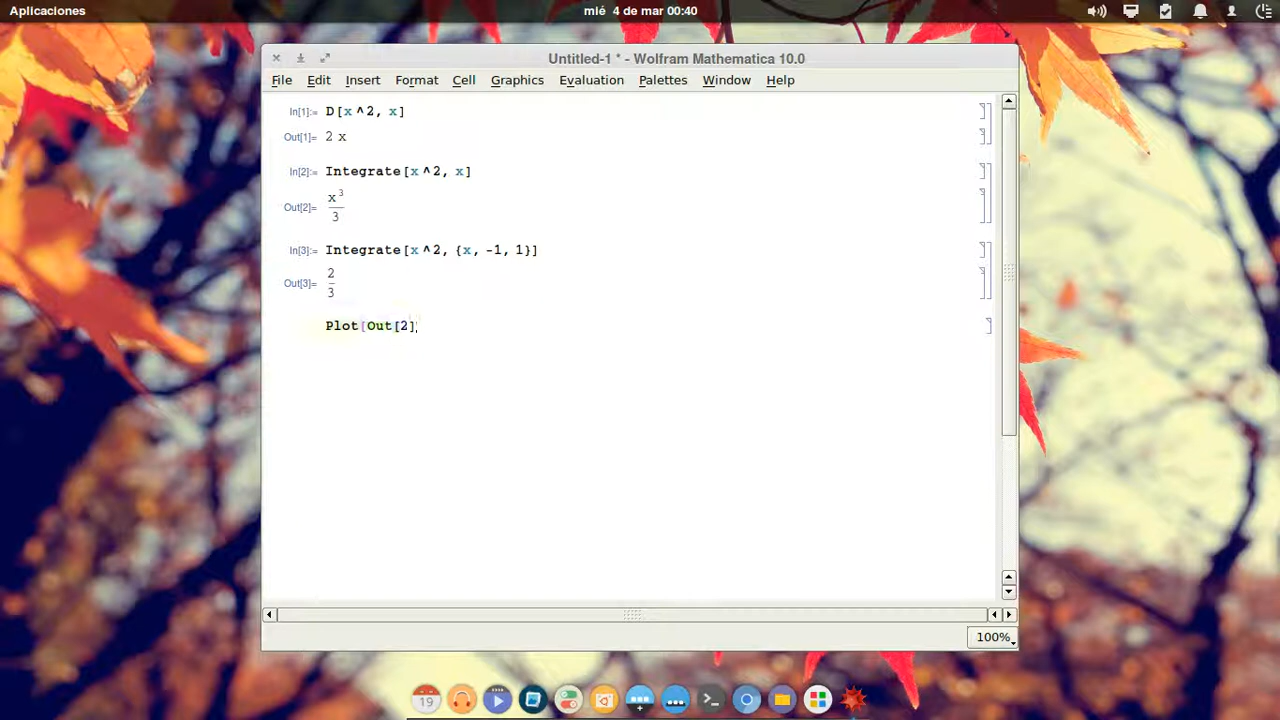 Aplicaciones
mié 4 de mar 00:40
Untitled-1 * - Wolfram Mathematica 10.0
File Edit Insert Format Cell Graphics Evaluation Palettes Window Help
In[1]:= D[x^2, x]
Out[1]= 2 x
In[2]:= Integrate[x^2, x]
Out[2]= x^3/3
In[3]:= Integrate[x^2, {x, -1, 1}]
Out[3]= 2/3
Plot[Out[2]
100%
19